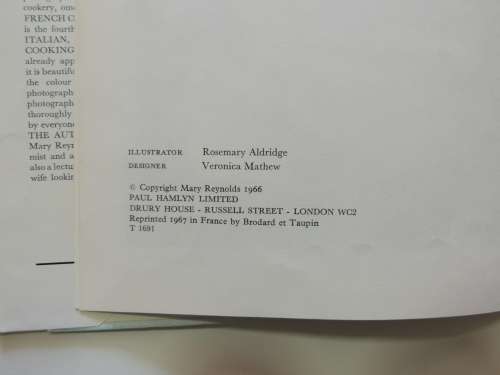 cookery, 
FRENCH C
is the fourth
ITALIAN,
COOKING
already app
it is beautifu
the colour
photograph
photograph
thoroughly
by everyone
THE AUT
Mary Reyn
mist and a
also a lectu
wife lookin
ILLUSTRATOR Rosemary Aldridge
DESIGNER Veronica Mathew
© Copyright Mary Reynolds 1966
PAUL HAMLYN LIMITED
DRURY HOUSE - RUSSELL STREET - LONDON WC2
Reprinted 1967 in France by Brodard et Taupin
T 1691